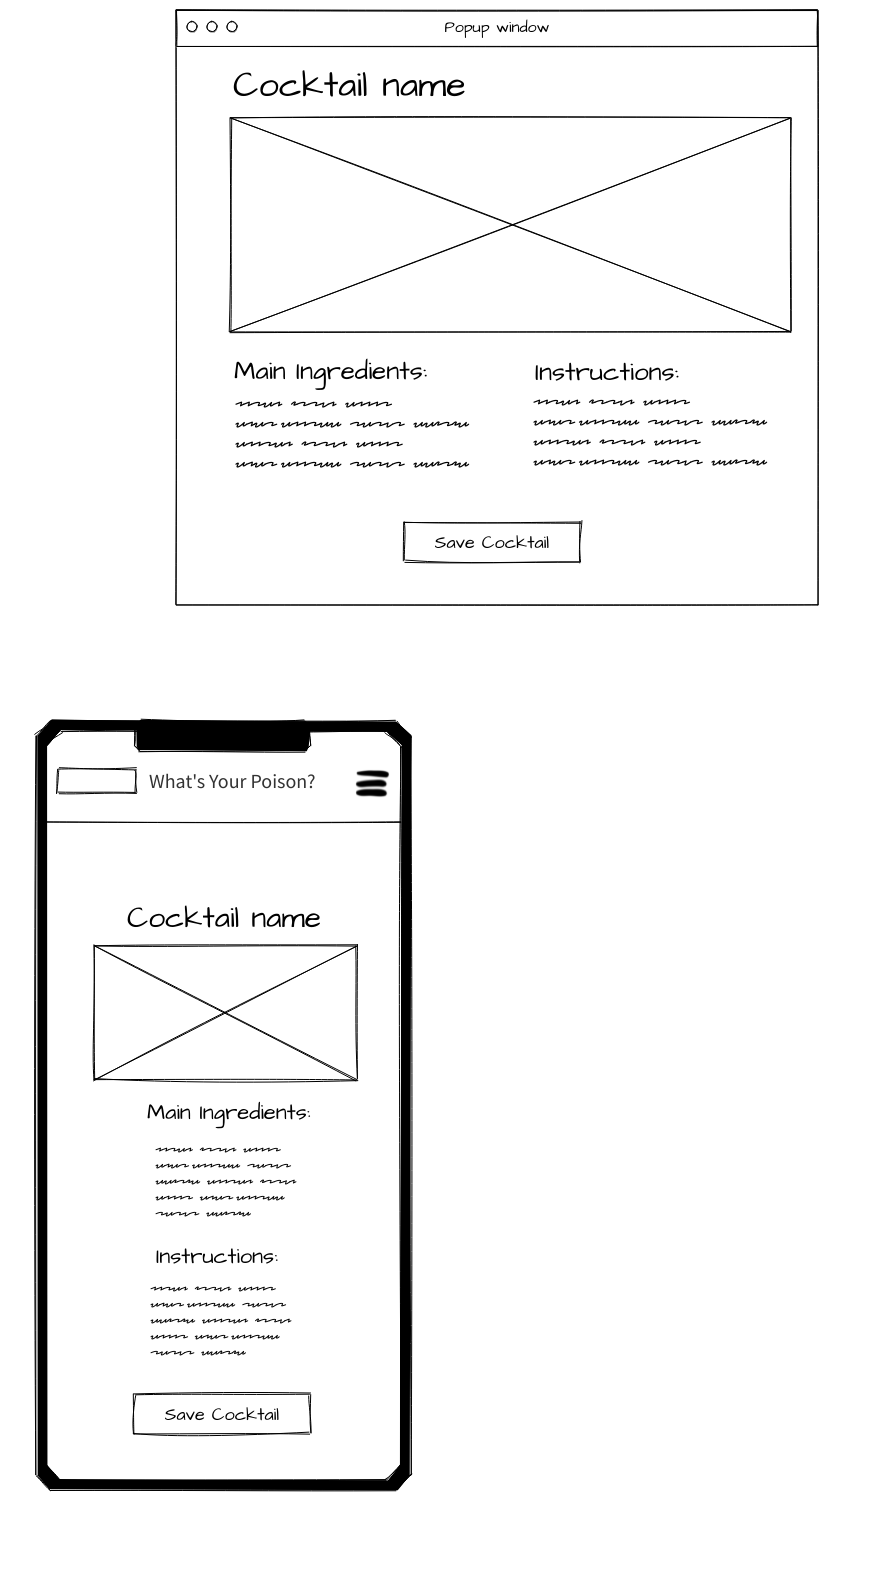 Popup window
Cocktail name
Main Ingredients:
Instructions:
Save Cocktail
What's Your Poison?
Cocktail name
Main Ingredients:
Instructions:
Save Cocktail